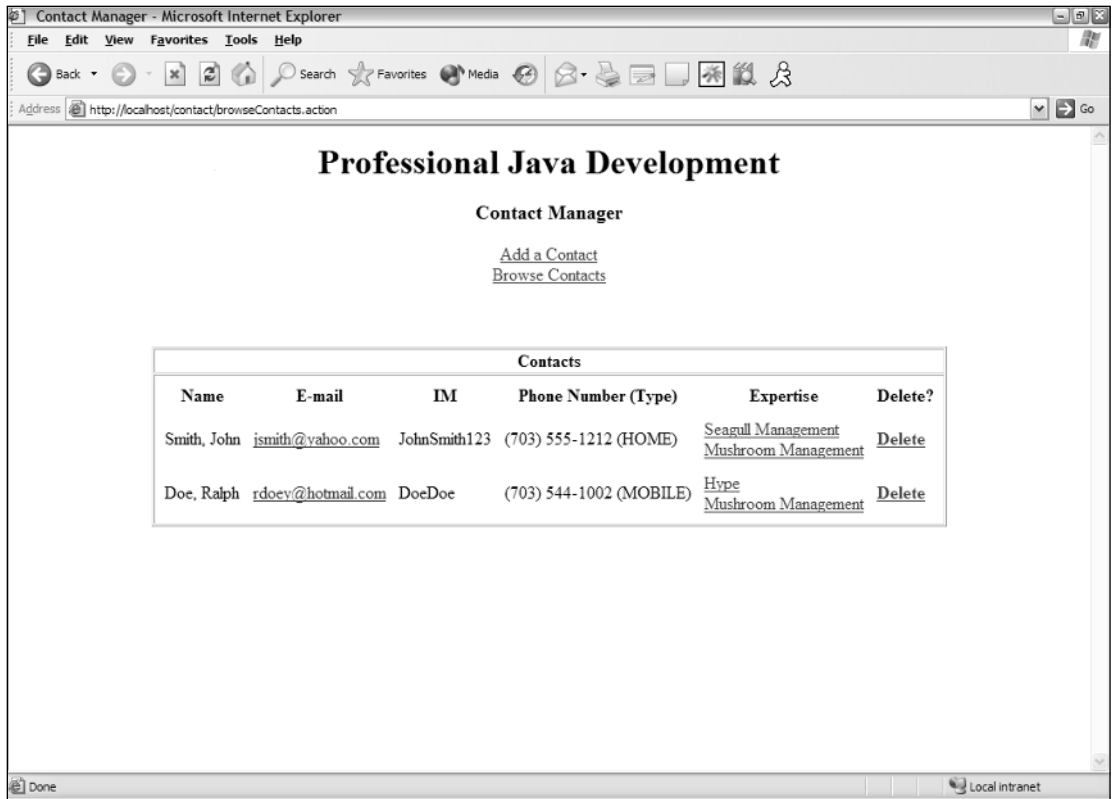 Contact Manager - Microsoft Internet Explorer
File Edit View Favorites Tools Help
Back Search Favorites Media
Address http://localhost/contact/browseContacts.action Go
Professional Java Development
Contact Manager
Add a Contact
Browse Contacts
Contacts
Name E-mail IM Phone Number (Type) Expertise Delete?
Smith, John jsmith@yahoo.com JohnSmith123 (703) 555-1212 (HOME) Seagull Management Delete
Mushroom Management
Doe, Ralph rdoey@hotmail.com DoeDoe (703) 544-1002 (MOBILE) Hype Delete
Mushroom Management
Done Local intranet